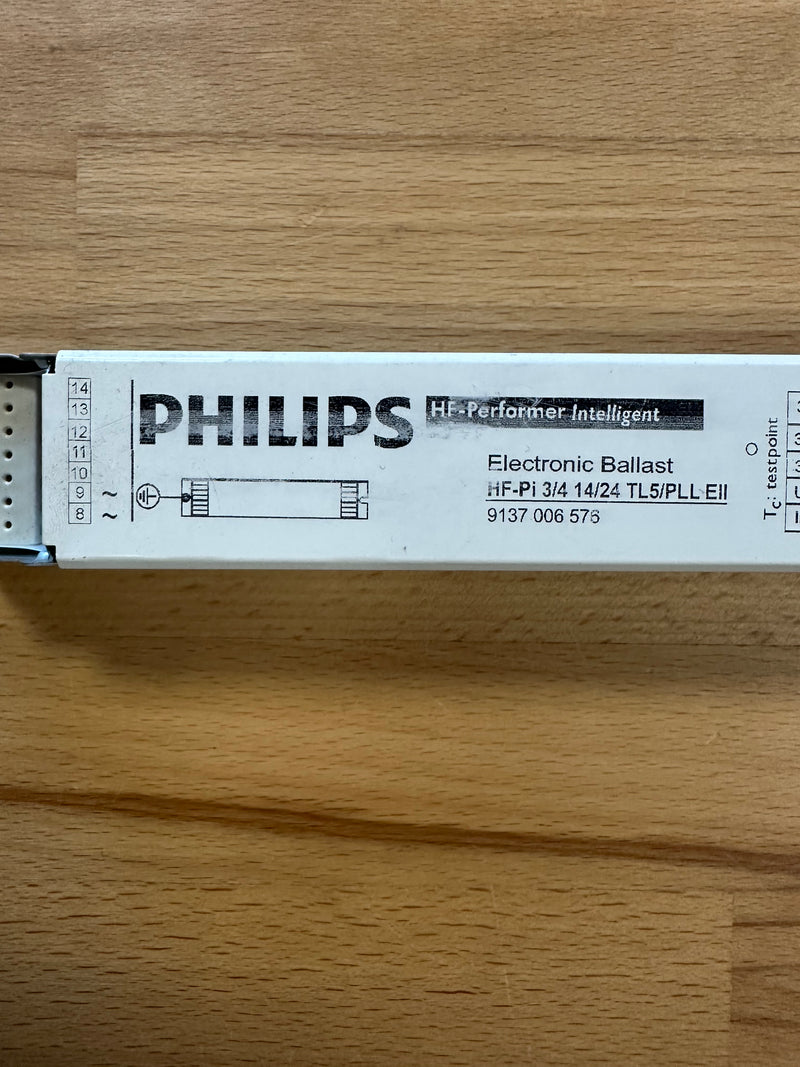 14
13
12
11
10
9 ~
8 ~
PHILIPS
HF-Performer Intelligent
Electronic Ballast
HF-Pi 3/4 14/24 TL5/PLL EII
9137 006 576
Tc: testpoint